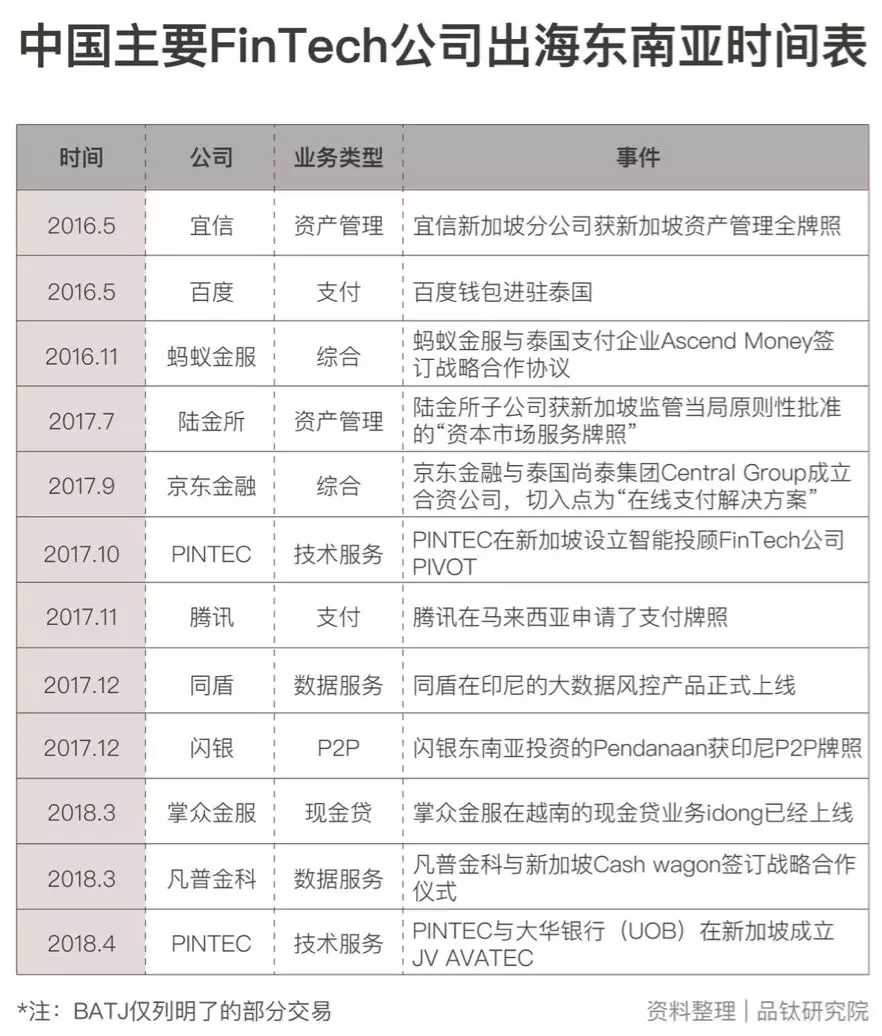 中国主要FinTech公司出海东南亚时间表
时间 公司 业务类型 事件
2016.5 宜信 资产管理 宜信新加坡分公司获新加坡资产管理全牌照
2016.5 百度 支付 百度钱包进驻泰国
2016.11 蚂蚁金服 综合 蚂蚁金服与泰国支付企业Ascend Money签
订战略合作协议
2017.7 陆金所 资产管理 陆金所子公司获新加坡监管当局原则性批准
的“资本市场服务牌照”
2017.9 京东金融 综合 京东金融与泰国尚泰集团Central Group成立
合资公司，切入点为“在线支付解决方案”
2017.10 PINTEC 技术服务 PINTEC在新加坡设立智能投顾FinTech公司
PIVOT
2017.11 腾讯 支付 腾讯在马来西亚申请了支付牌照
2017.12 同盾 数据服务 同盾在印尼的大数据风控产品正式上线
2017.12 闪银 P2P 闪银东南亚投资的Pendanaan获印尼P2P牌照
2018.3 掌众金服 现金贷 掌众金服在越南的现金贷业务idong已经上线
2018.3 凡普金科 数据服务 凡普金科与新加坡Cash wagon签订战略合作
仪式
2018.4 PINTEC 技术服务 PINTEC与大华银行（UOB）在新加坡成立
JV AVATEC
*注：BATJ仅列明了的部分交易
资料整理 | 品钛研究院